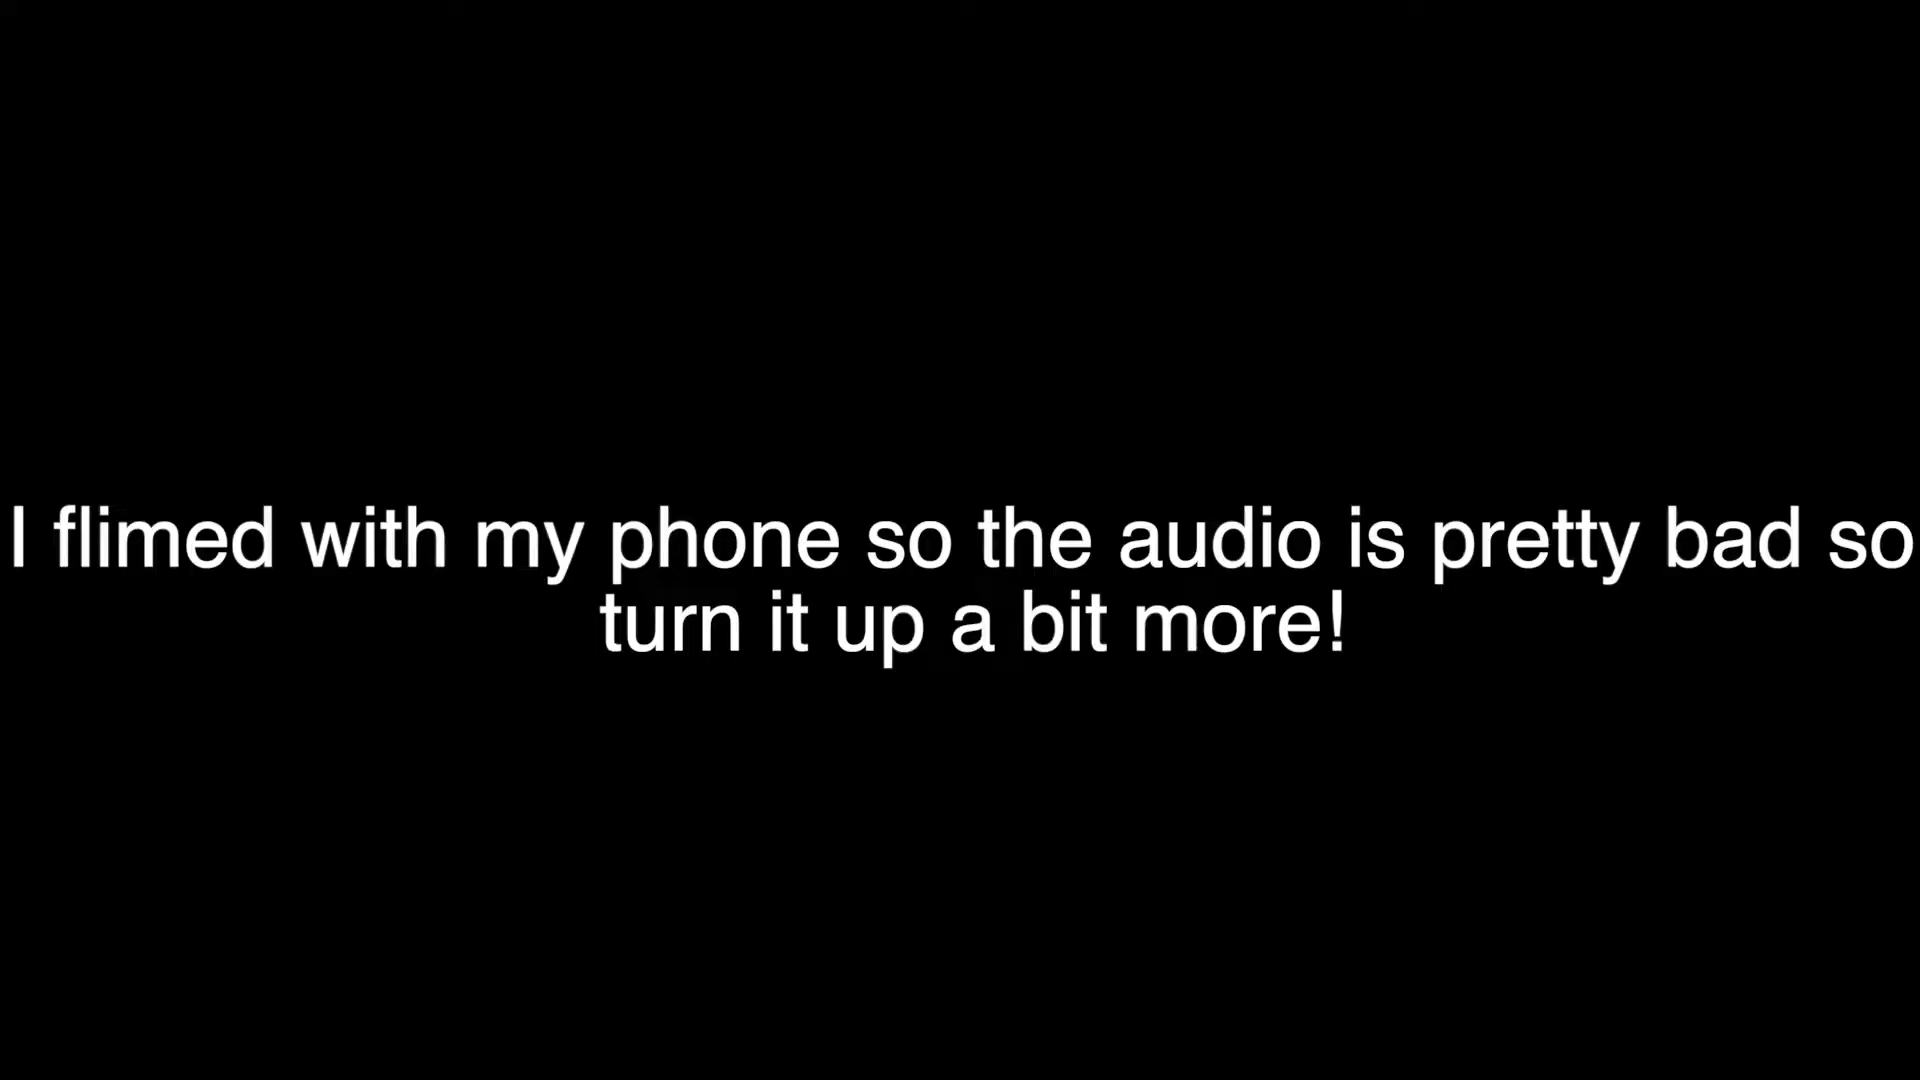 I flimed with my phone so the audio is pretty bad so
turn it up a bit more!